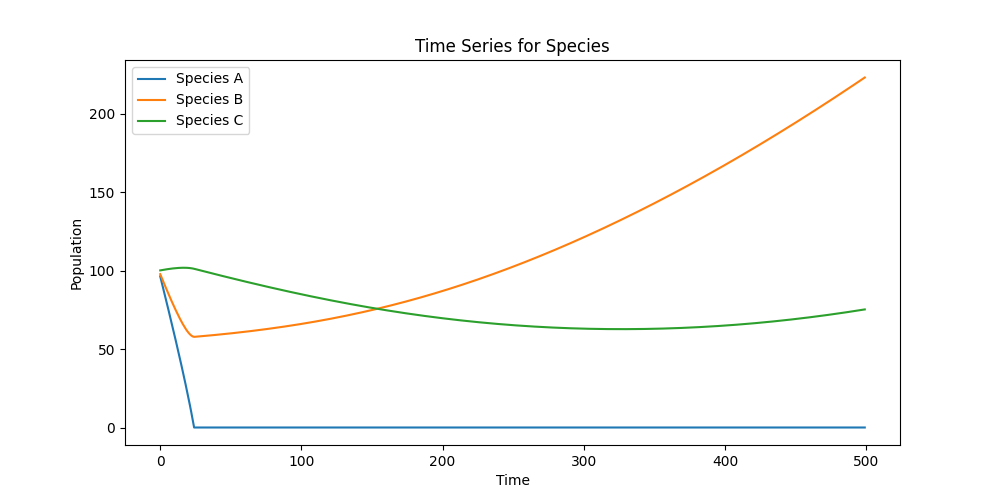 Time Series for Species
Species A
Species B
Species C
Population
200
150
100
50
0
0 100 200 300 400 500
Time